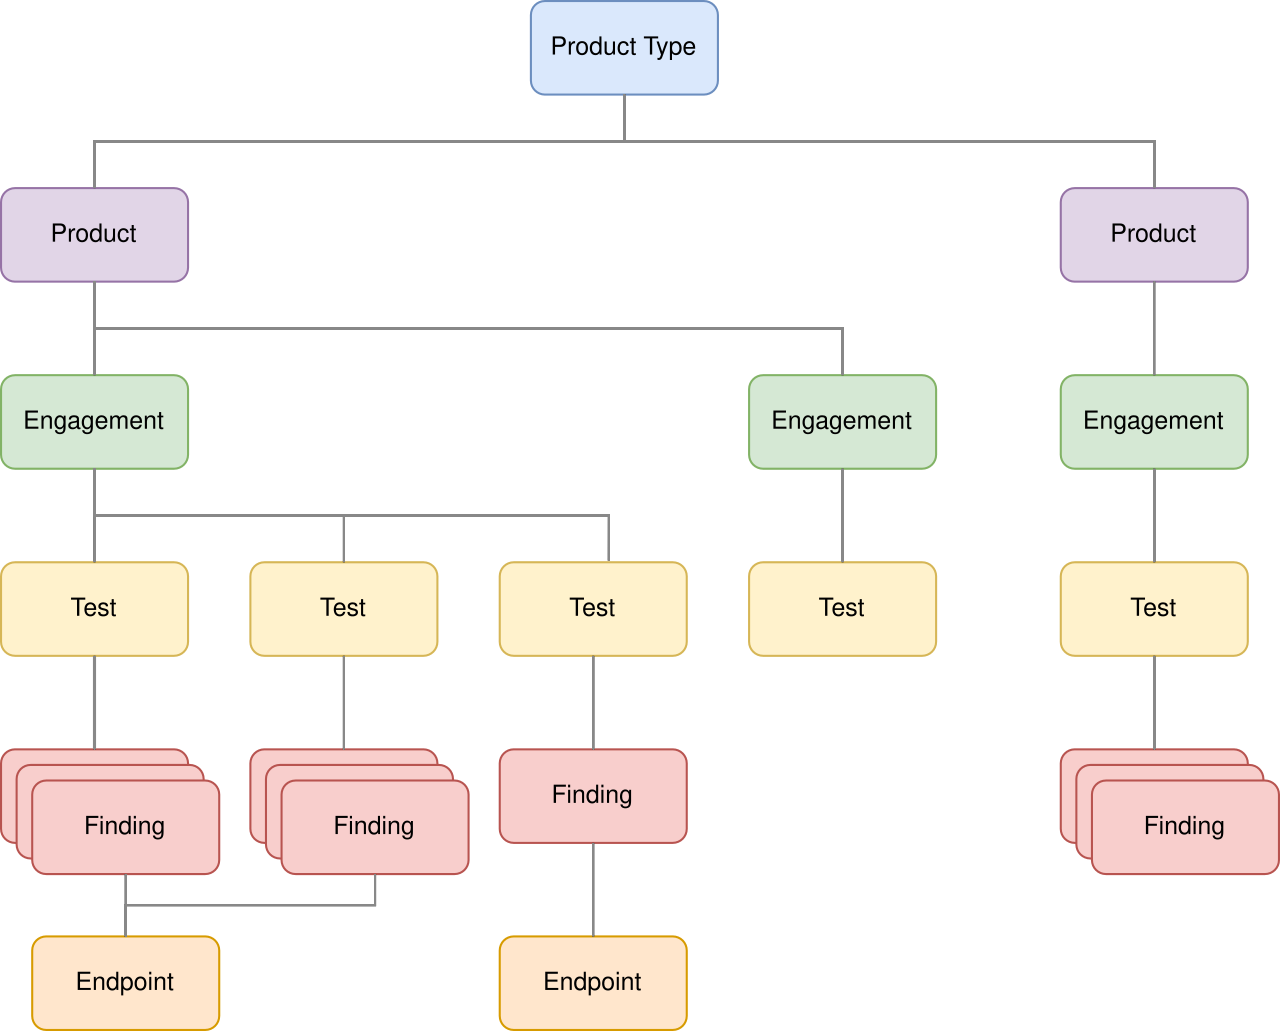 Product Type
Product
Product
Engagement
Engagement
Engagement
Test
Test
Test
Test
Test
Finding
Finding
Finding
Finding
Endpoint
Endpoint